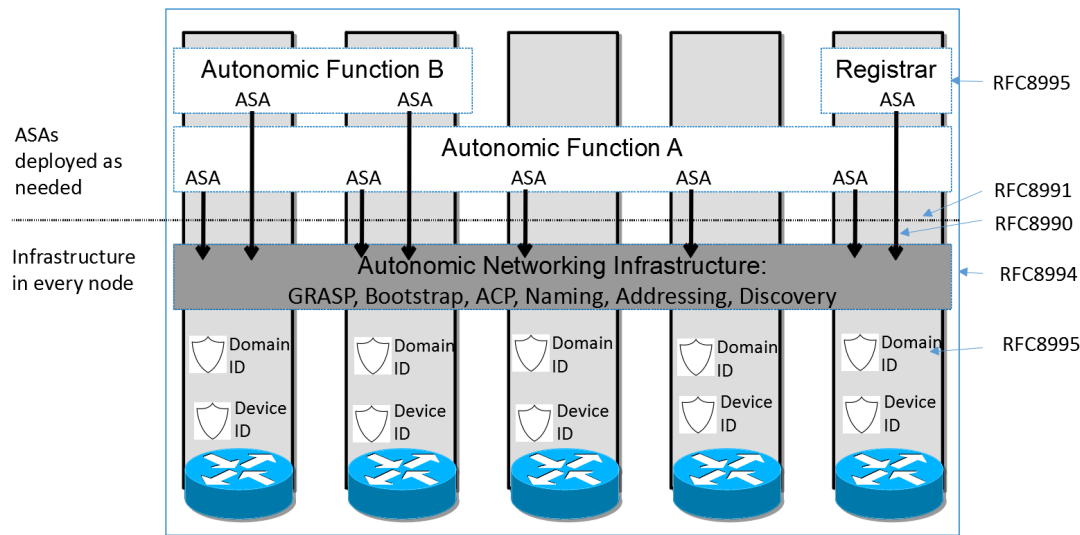 Autonomic Function B
Registrar
RFC8995
ASA
ASA
ASA
ASAs
deployed as
needed
Autonomic Function A
ASA
ASA
ASA
ASA
ASA
RFC8991
RFC8990
Infrastructure
in every node
Autonomic Networking Infrastructure:
GRASP, Bootstrap, ACP, Naming, Addressing, Discovery
RFC8994
Domain
ID
Domain
ID
Domain
ID
Domain
ID
Domain
ID
RFC8995
Device
ID
Device
ID
Device
ID
Device
ID
Device
ID